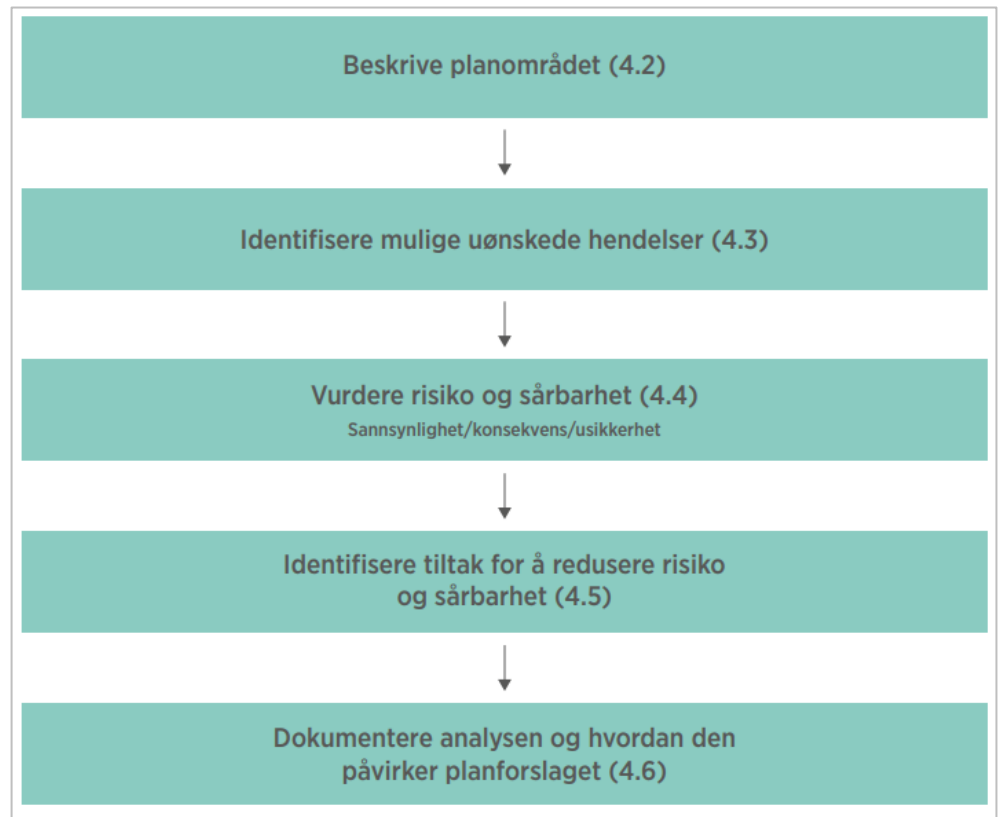 Beskrive planområdet (4.2)
Identifisere mulige uønskede hendelser (4.3)
Vurdere risiko og sårbarhet (4.4)
Sannsynlighet/konsekvens/usikkerhet
Identifisere tiltak for å redusere risiko
og sårbarhet (4.5)
Dokumentere analysen og hvordan den
påvirker planforslaget (4.6)